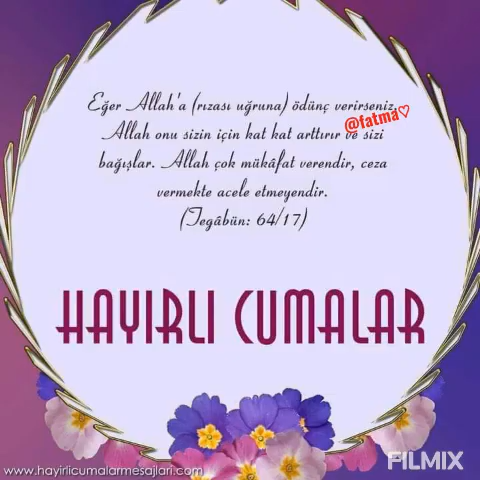 Eğer Allah'a (rızası uğruna) ödünç verirseniz,
@fatma♡
Allah onu sizin için kat kat arttırır ve sizi
bağışlar. Allah çok mükâfat verendir, ceza
vermekte acele etmeyendir.
(Tegâbün: 64/17)
HAYIRLI CUMALAR
www.hayirlicumalarmesajlari.com
FILMIX